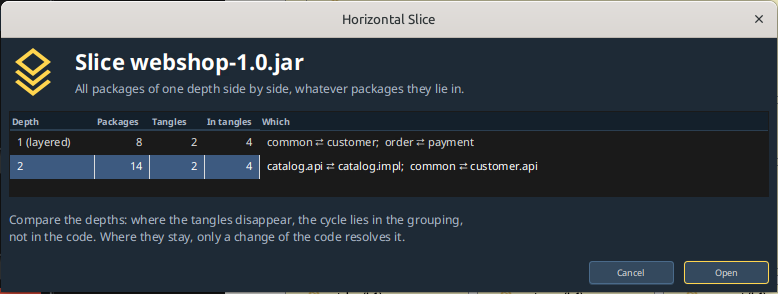 Horizontal Slice
Slice webshop-1.0.jar
All packages of one depth side by side, whatever packages they lie in.
Depth Packages Tangles In tangles Which
1 (layered) 8 2 4 common ⇄ customer; order ⇄ payment
2 14 2 4 catalog.api ⇄ catalog.impl; common ⇄ customer.api
Compare the depths: where the tangles disappear, the cycle lies in the grouping,
not in the code. Where they stay, only a change of the code resolves it.
Cancel Open